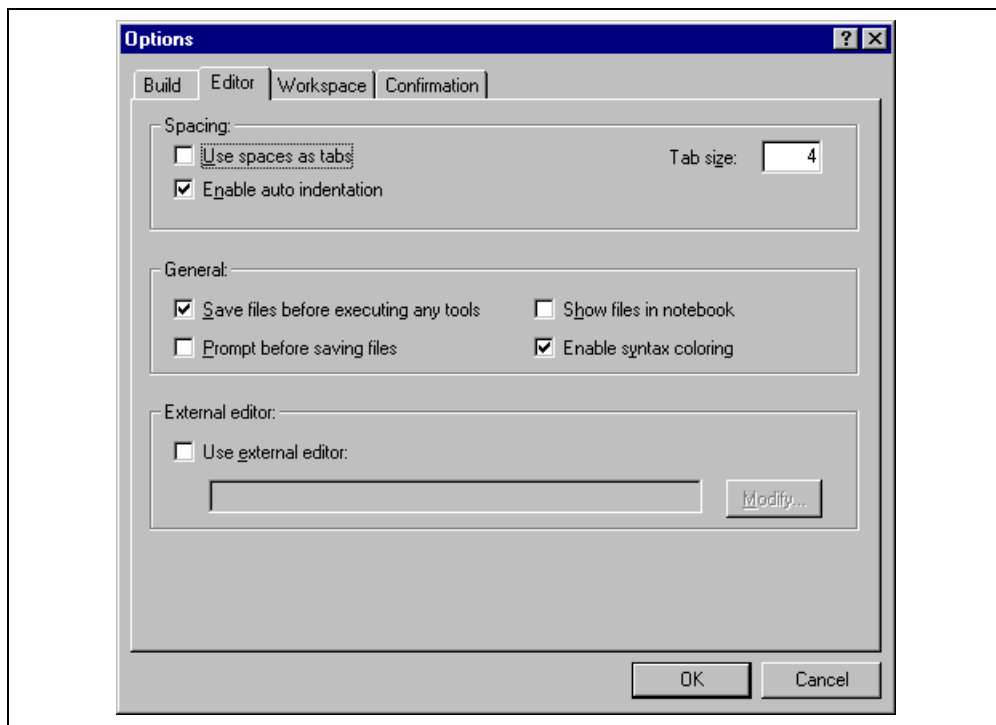 Options
Build Editor Workspace Confirmation
Spacing:
Use spaces as tabs Tab size: 4
Enable auto indentation
General:
Save files before executing any tools Show files in notebook
Prompt before saving files Enable syntax coloring
External editor:
Use external editor:
Modify...
OK Cancel